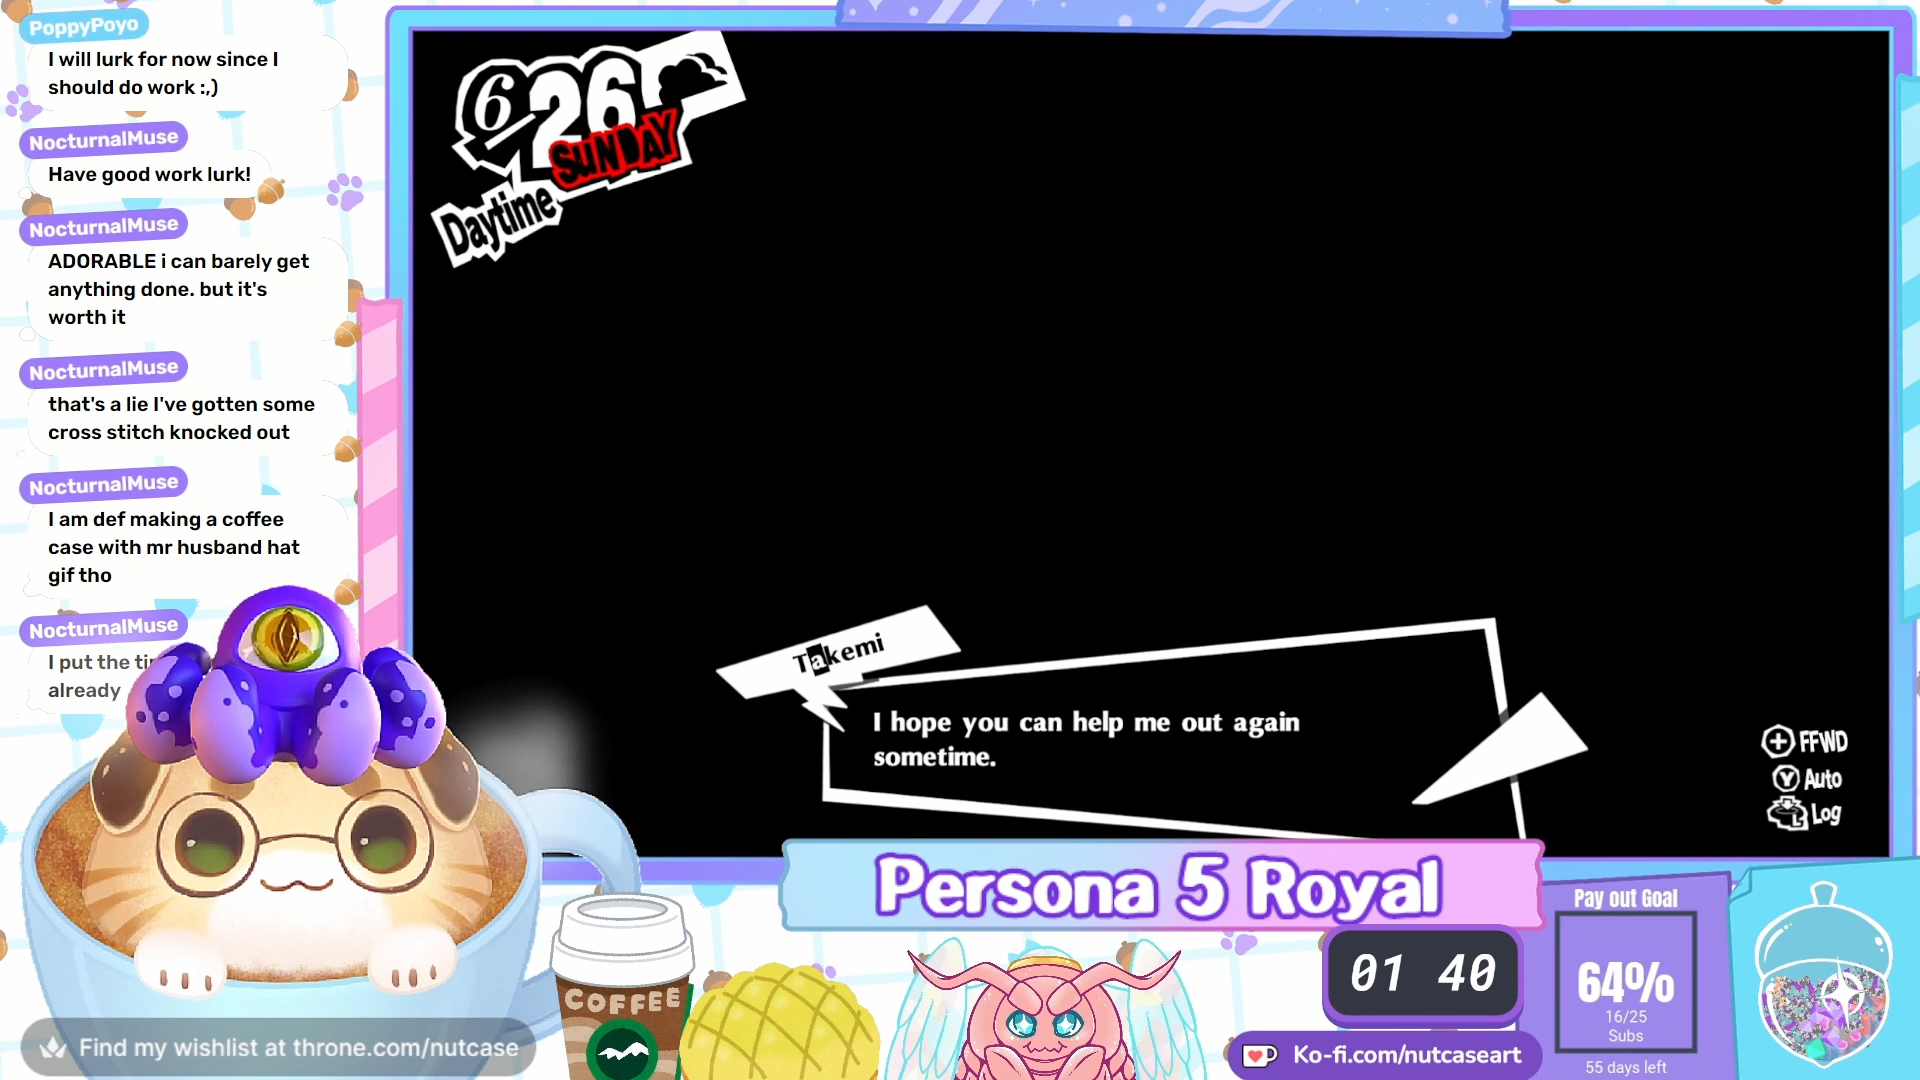 PoppyPoyo
I will lurk for now since I
should do work :,)
NocturnalMuse
Have good work lurk!
NocturnalMuse
ADORABLE i can barely get
anything done. but it's
worth it
NocturnalMuse
that's a lie I've gotten some
cross stitch knocked out
NocturnalMuse
I am def making a coffee
case with mr husband hat
gif tho
NocturnalMuse
I put the
already
6/26
SUNDAY
Daytime
Takemi
I hope you can help me out again
sometime.
+ FFWD
Y Auto
L Log
Persona 5 Royal
01 40
Pay out Goal
64%
16/25
Subs
55 days left
COFFEE
Find my wishlist at throne.com/nutcase
Ko-fi.com/nutcaseart